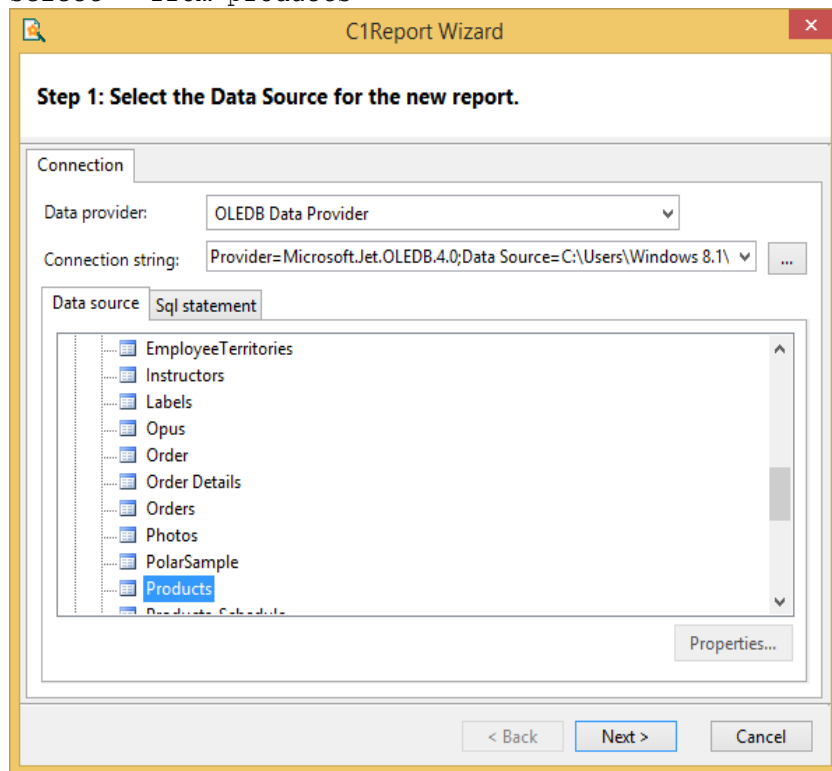 C1Report Wizard
Step 1: Select the Data Source for the new report.
Connection
Data provider: OLEDB Data Provider
Connection string: Provider=Microsoft.Jet.OLEDB.4.0;Data Source=C:\Users\Windows 8.1\ ...
Data source Sql statement
EmployeeTerritories
Instructors
Labels
Opus
Order
Order Details
Orders
Photos
PolarSample
Products
Properties...
< Back Next > Cancel